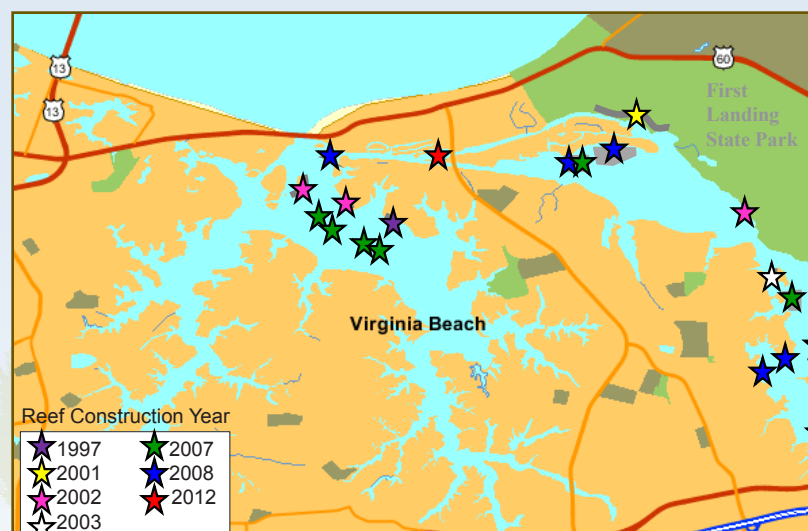 13
13
60
First
Landing
State Park
Virginia Beach
Reef Construction Year
1997
2001
2002
2003
2007
2008
2012